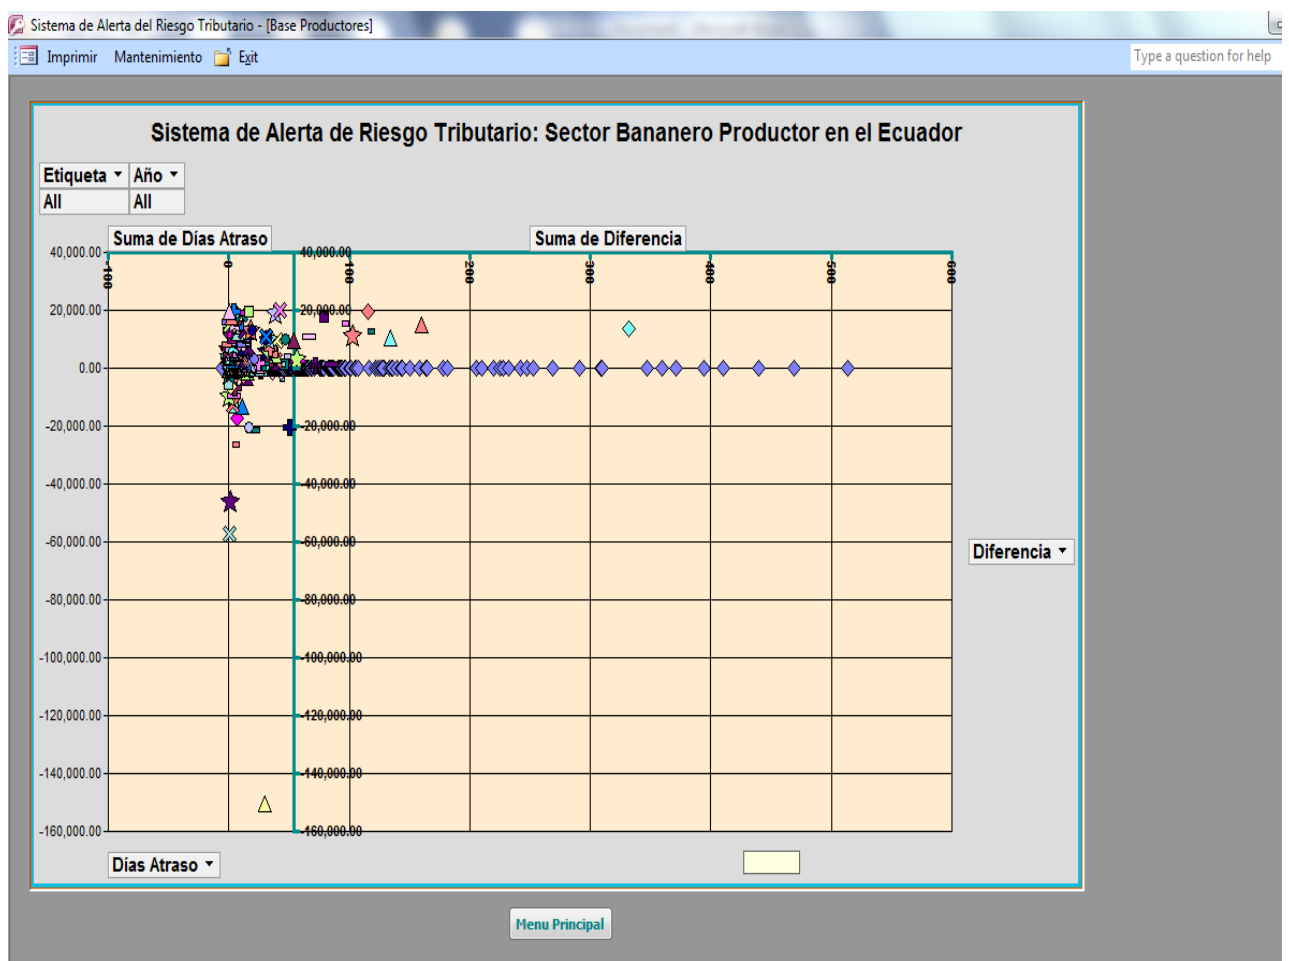 Sistema de Alerta del Riesgo Tributario - [Base Productores]
Imprimir Mantenimiento Exit
Type a question for help
Sistema de Alerta de Riesgo Tributario: Sector Bananero Productor en el Ecuador
Etiqueta Año
All All
Suma de Días Atraso Suma de Diferencia
40,000.00 40,000.00
-100 0 100 200 300 400 500 600
20,000.00 20,000.00
0.00
-20,000.00 -20,000.00
-40,000.00 -40,000.00
-60,000.00 -60,000.00
Diferencia
-80,000.00 -80,000.00
-100,000.00 -100,000.00
-120,000.00 -120,000.00
-140,000.00 -140,000.00
-160,000.00 -160,000.00
Días Atraso
Menu Principal